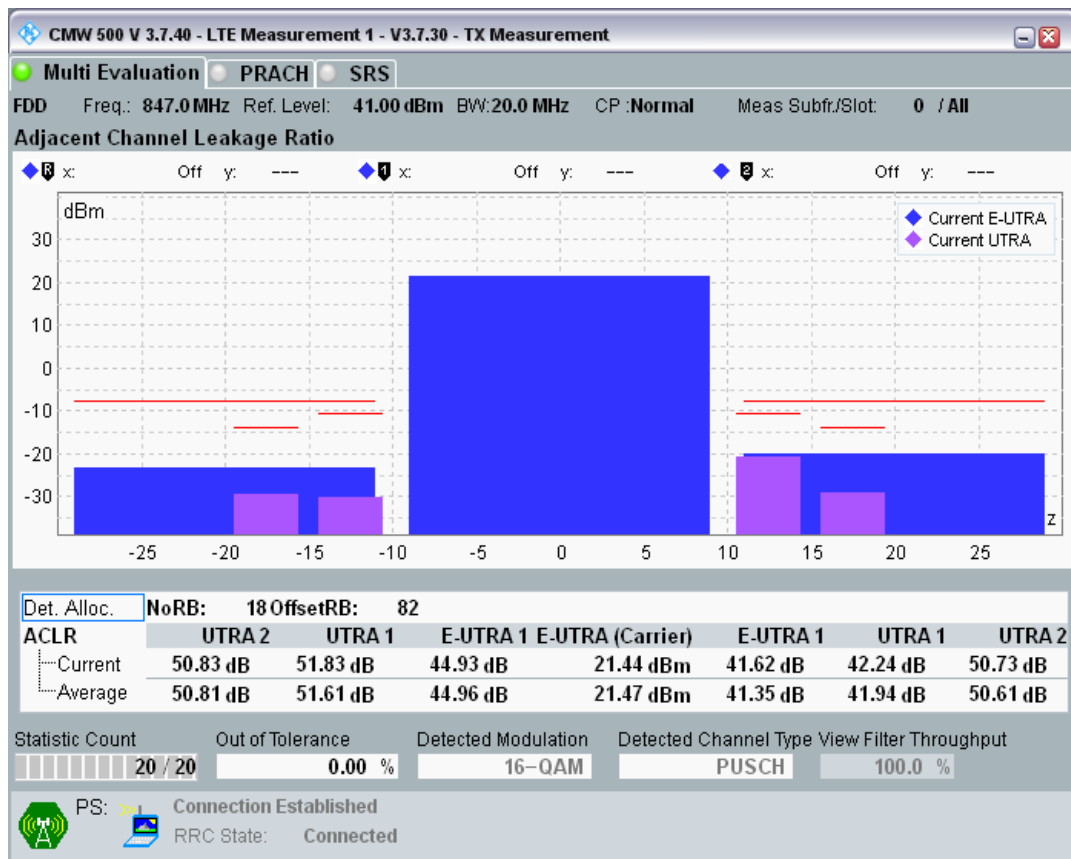 CMW 500 V 3.7.40 - LTE Measurement 1 - V3.7.30 - TX Measurement
Multi Evaluation PRACH SRS
FDD Freq.: 847.0 MHz Ref. Level: 41.00 dBm BW:20.0 MHz CP :Normal Meas Subfr./Slot: 0 / All
Adjacent Channel Leakage Ratio
R x: Off y: --- 1 x: Off y: --- 2 x: Off y: ---
dBm
Current E-UTRA
Current UTRA
30
20
10
0
-10
-20
-30
z
-25 -20 -15 -10 -5 0 5 10 15 20 25
Det. Alloc. NoRB: 18 OffsetRB: 82
ACLR UTRA 2 UTRA 1 E-UTRA 1 E-UTRA (Carrier) E-UTRA 1 UTRA 1 UTRA 2
Current 50.83 dB 51.83 dB 44.93 dB 21.44 dBm 41.62 dB 42.24 dB 50.73 dB
Average 50.81 dB 51.61 dB 44.96 dB 21.47 dBm 41.35 dB 41.94 dB 50.61 dB
Statistic Count Out of Tolerance Detected Modulation Detected Channel Type View Filter Throughput
20 / 20 0.00 % 16-QAM PUSCH 100.0 %
PS: Connection Established
RRC State: Connected